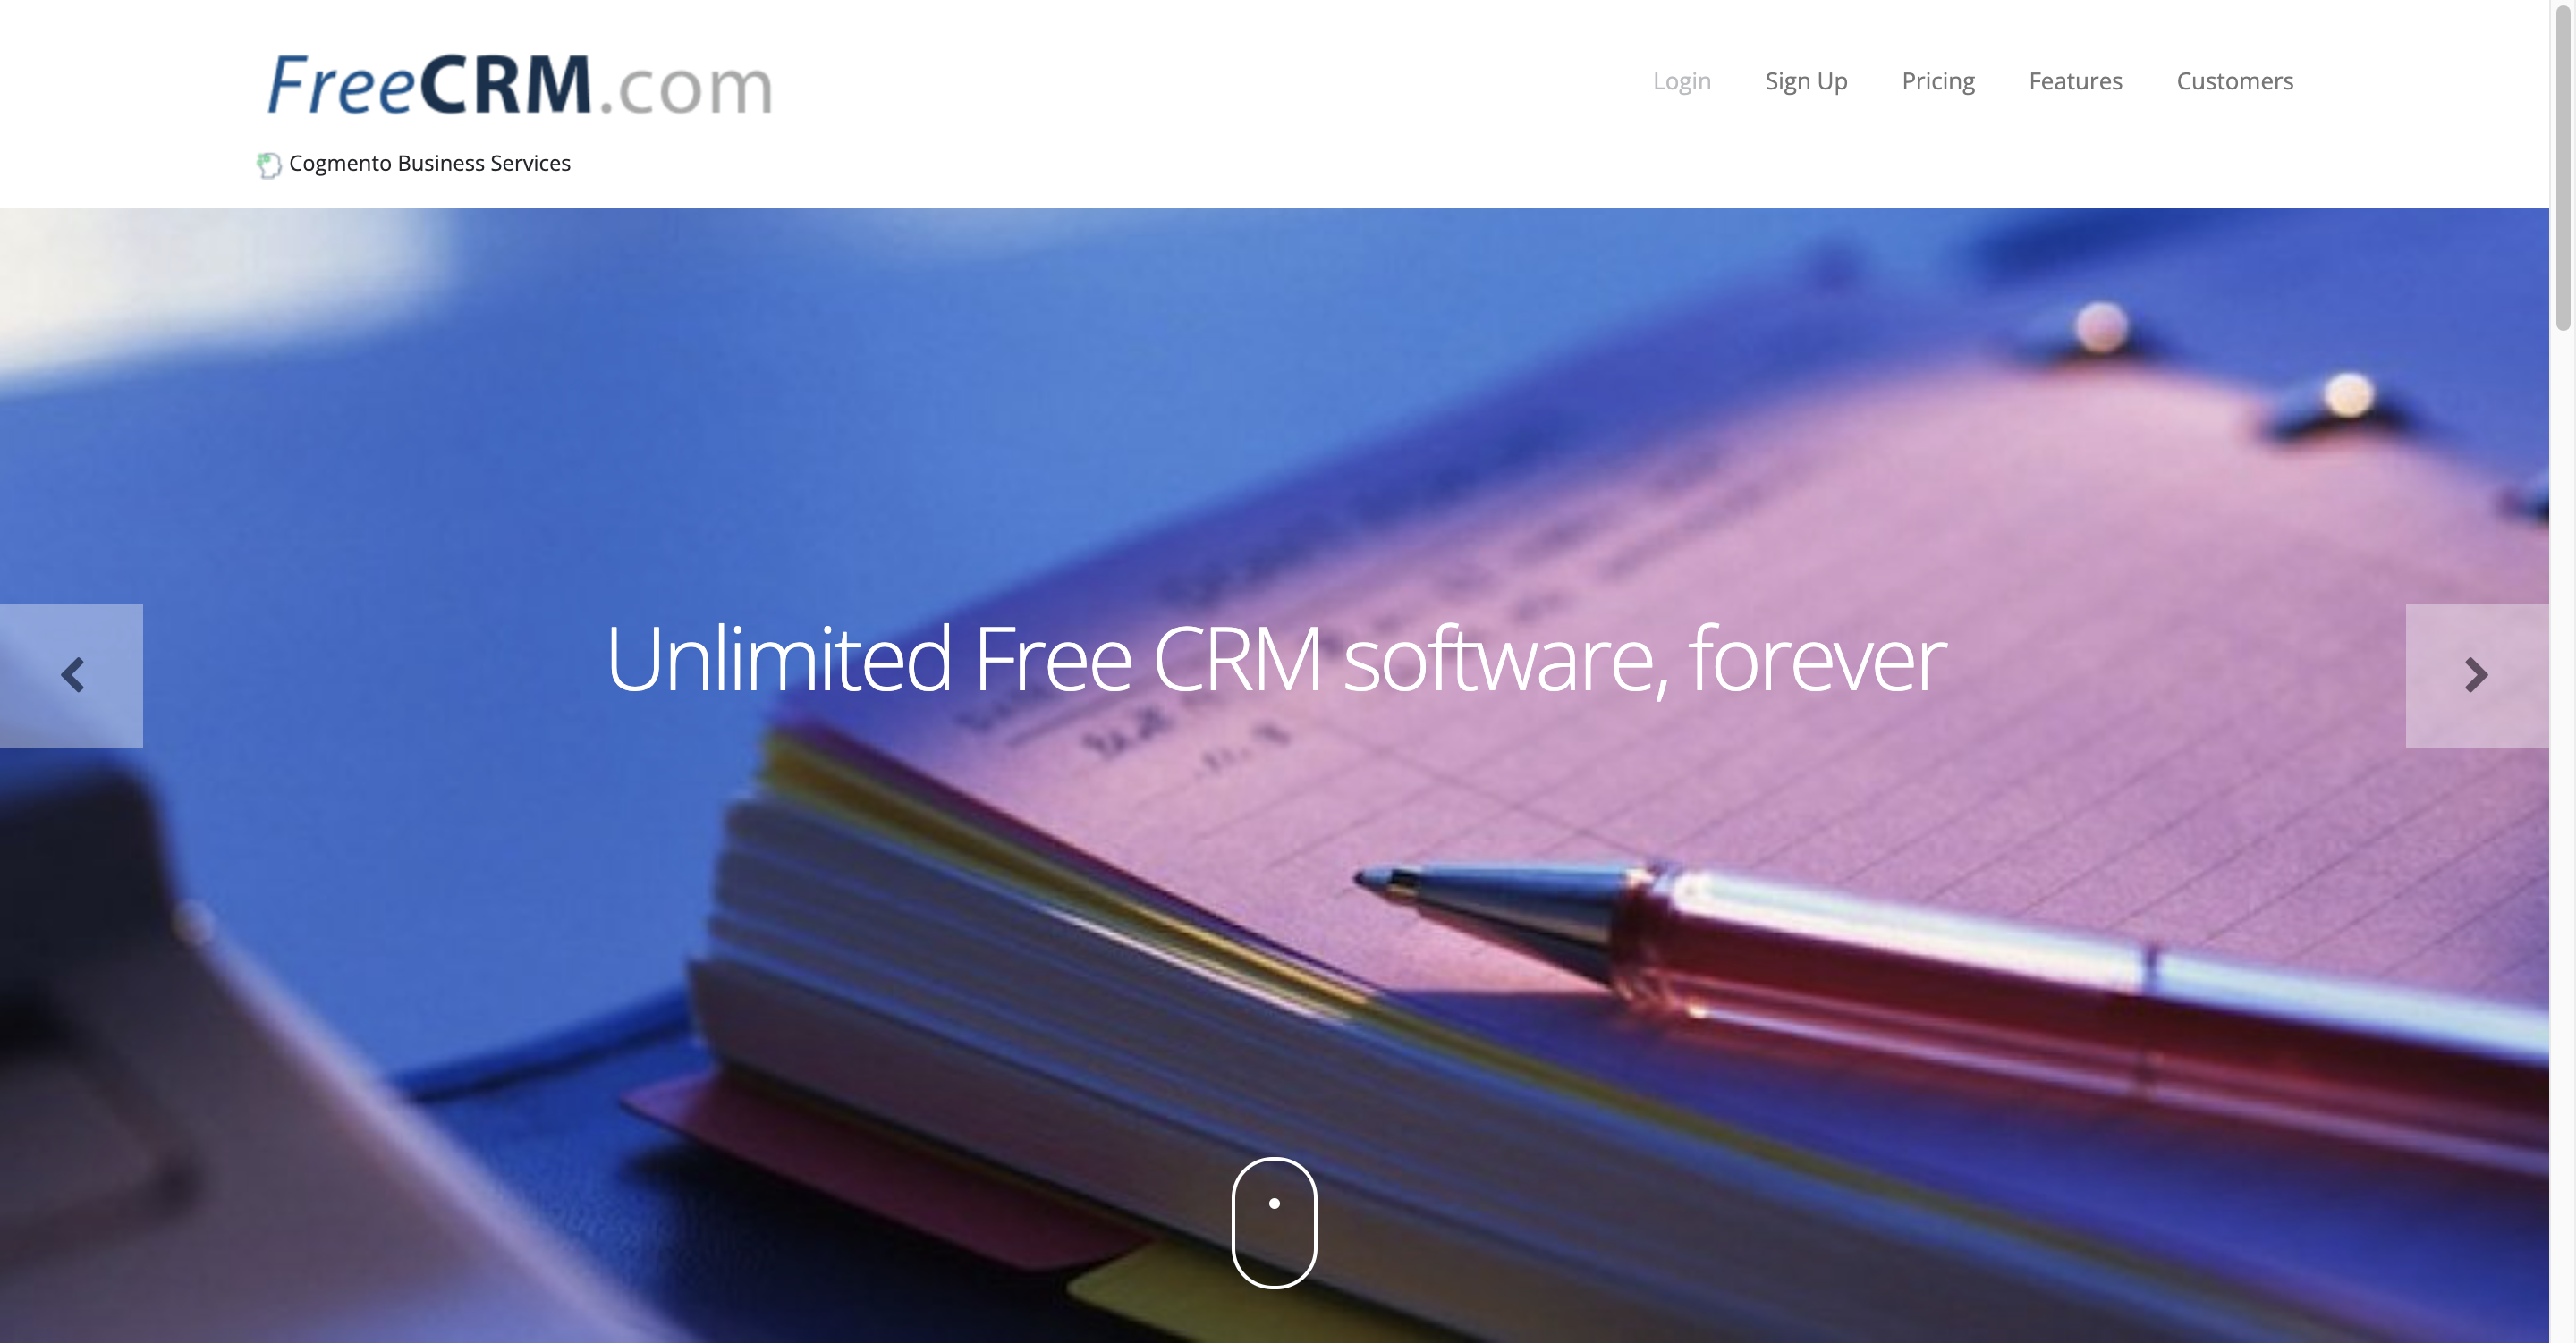 FreeCRM.com
Login Sign Up Pricing Features Customers
Cogmento Business Services
Unlimited Free CRM software, forever